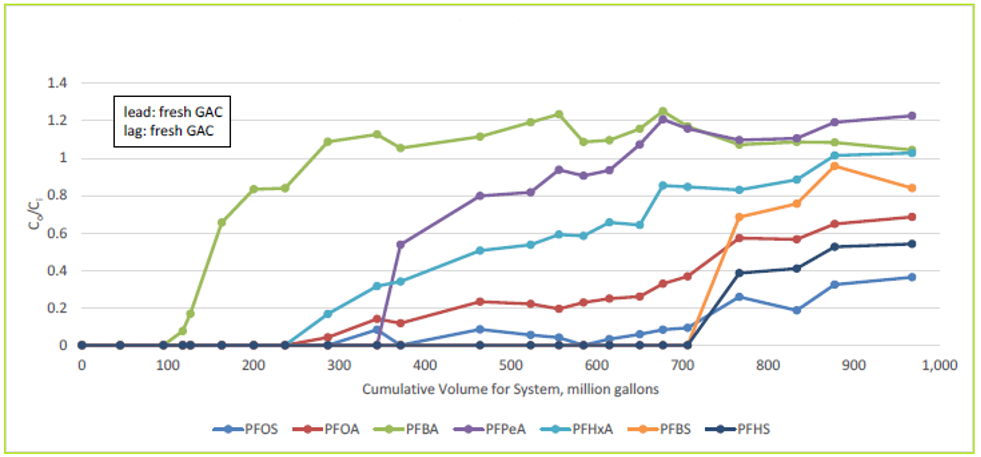 1.4
1.2
1
0.8
0.6
0.4
0.2
0
Co/Ci
lead: fresh GAC
lag: fresh GAC
0 100 200 300 400 500 600 700 800 900 1,000
Cumulative Volume for System, million gallons
PFOS PFOA PFBA PFPeA PFHxA PFBS PFHS